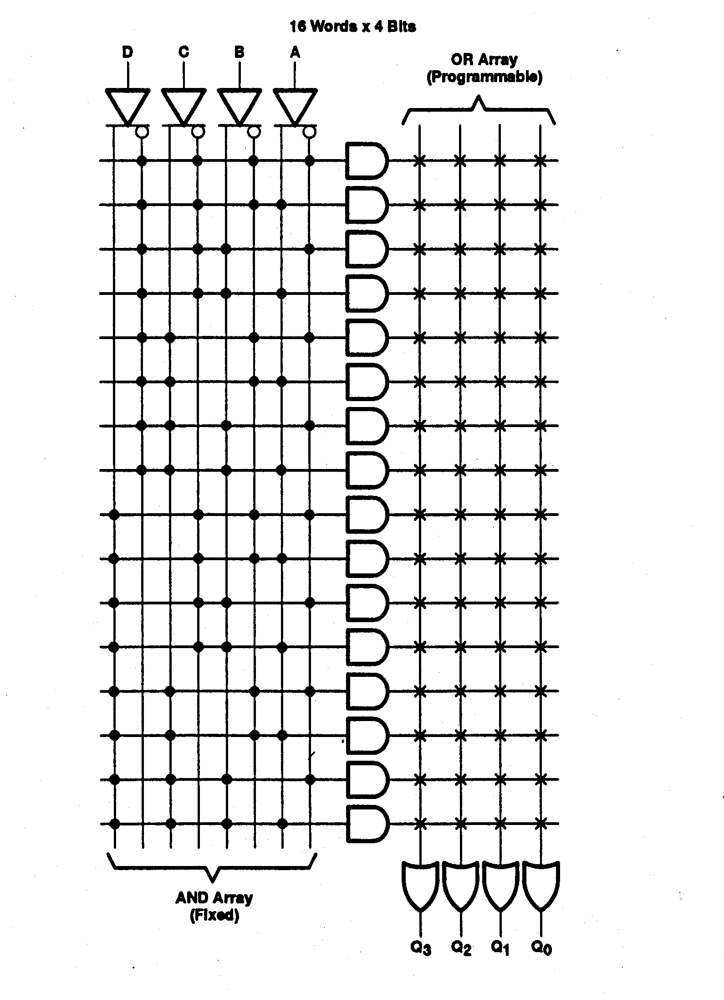 16 Words x 4 Bits
D C B A
OR Array
(Programmable)
AND Array
(Fixed)
Q3 Q2 Q1 Q0